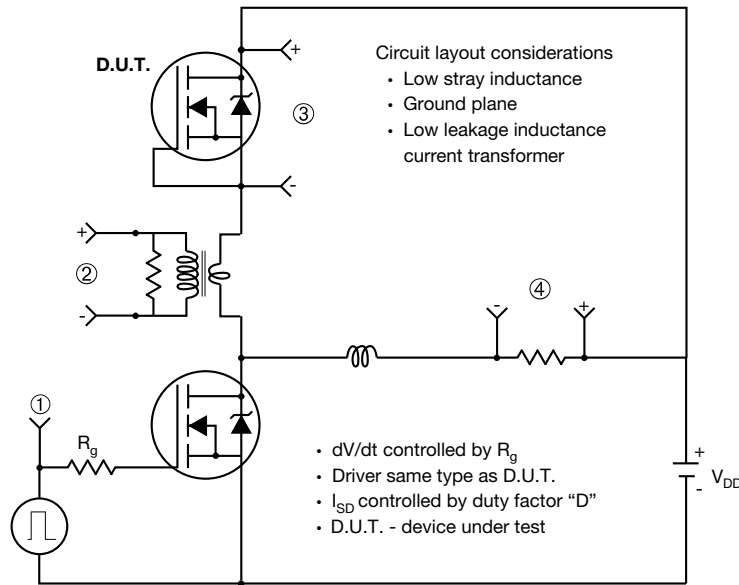 D.U.T.
+
Circuit layout considerations
• Low stray inductance
• Ground plane
• Low leakage inductance
current transformer
③
-
+
②
-
④
- +
①
R_g
• dV/dt controlled by R_g
• Driver same type as D.U.T.
• I_SD controlled by duty factor “D”
• D.U.T. - device under test
+
V_DD
-